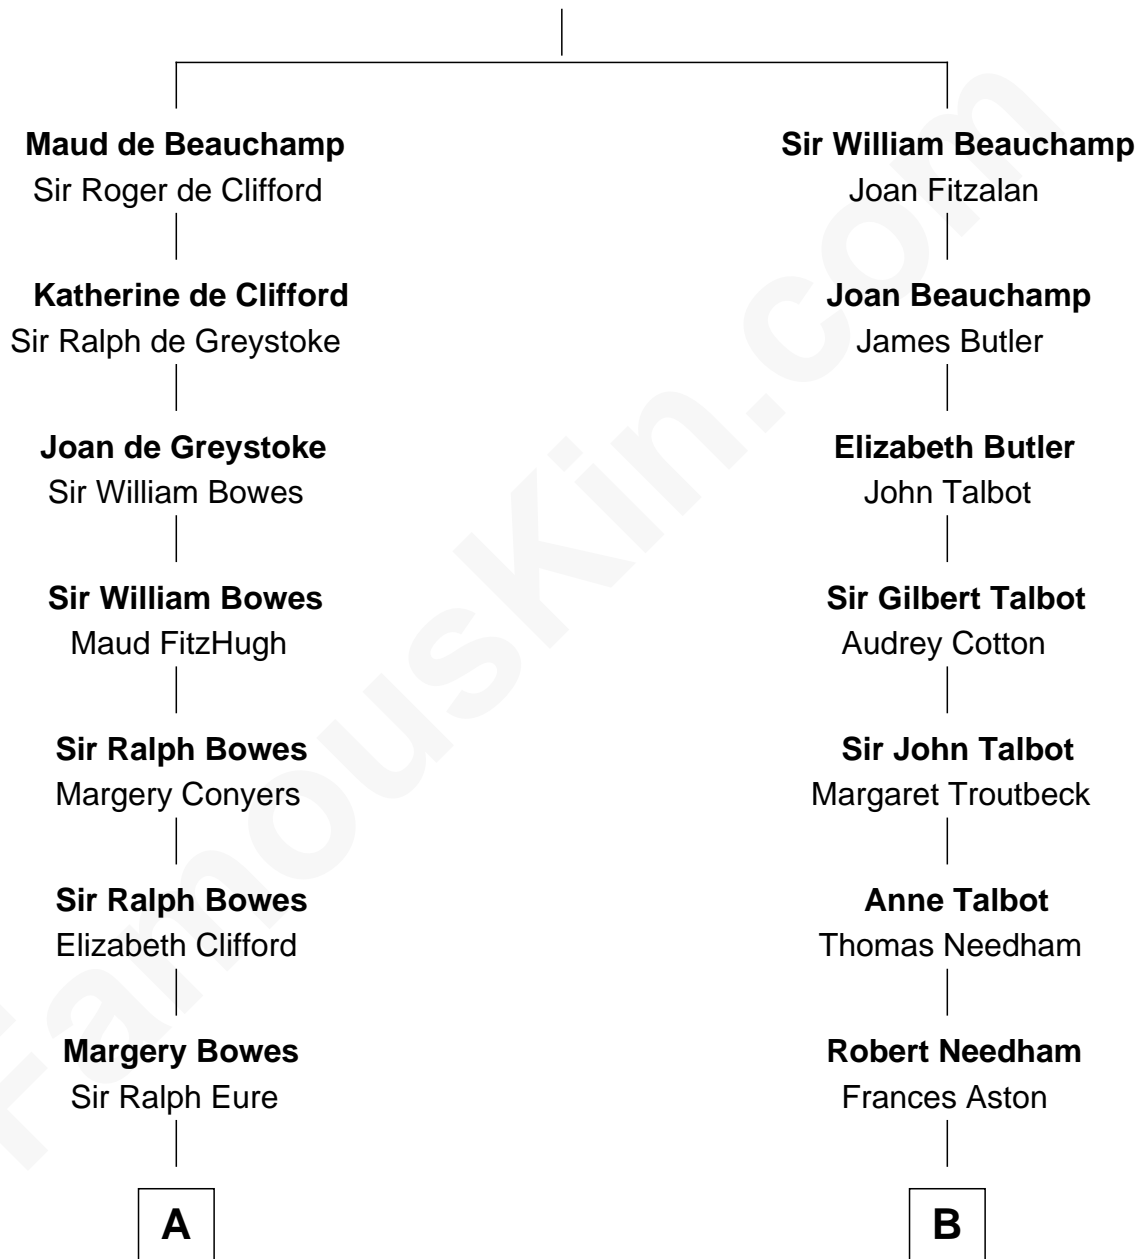 Maud de Beauchamp
Sir Roger de Clifford
Sir William Beauchamp
Joan Fitzalan
Katherine de Clifford
Sir Ralph de Greystoke
Joan Beauchamp
James Butler
Joan de Greystoke
Sir William Bowes
Elizabeth Butler
John Talbot
Sir William Bowes
Maud FitzHugh
Sir Gilbert Talbot
Audrey Cotton
Sir Ralph Bowes
Margery Conyers
Sir John Talbot
Margaret Troutbeck
Sir Ralph Bowes
Elizabeth Clifford
Anne Talbot
Thomas Needham
Margery Bowes
Sir Ralph Eure
Robert Needham
Frances Aston
A
B
FamousKin.com